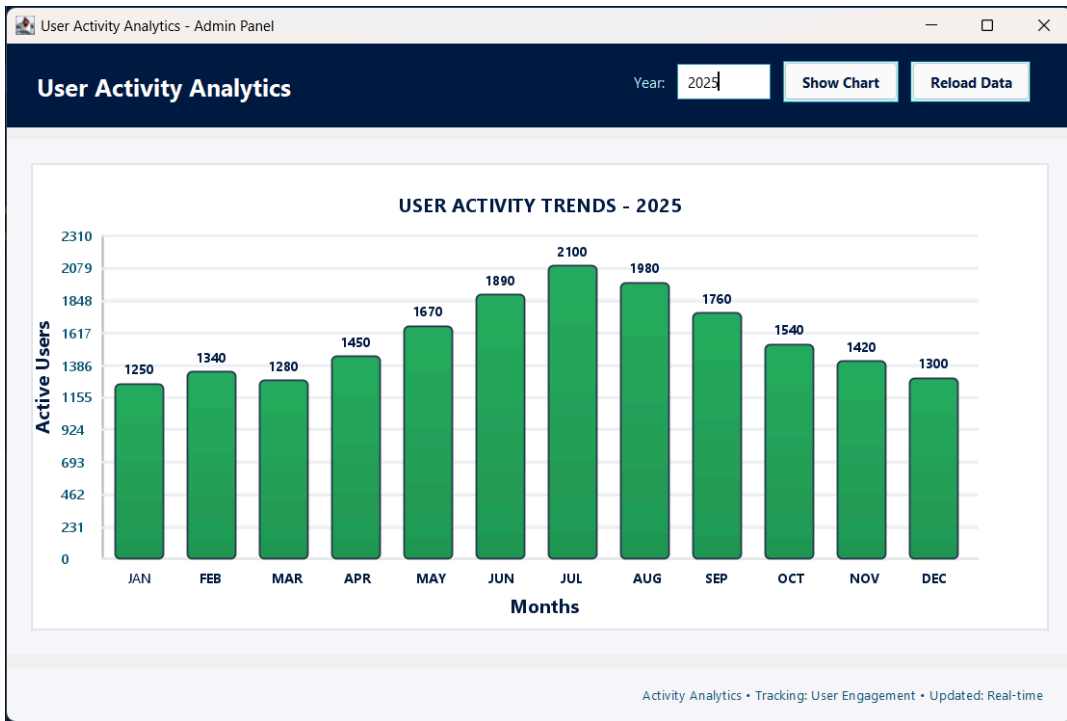 User Activity Analytics - Admin Panel
User Activity Analytics
Year: 2025 Show Chart Reload Data
USER ACTIVITY TRENDS - 2025
Active Users
2310
2079
1848
1617
1386
1155
924
693
462
231
0
1250 1340 1280 1450 1670 1890 2100 1980 1760 1540 1420 1300
JAN FEB MAR APR MAY JUN JUL AUG SEP OCT NOV DEC
Months
Activity Analytics • Tracking: User Engagement • Updated: Real-time